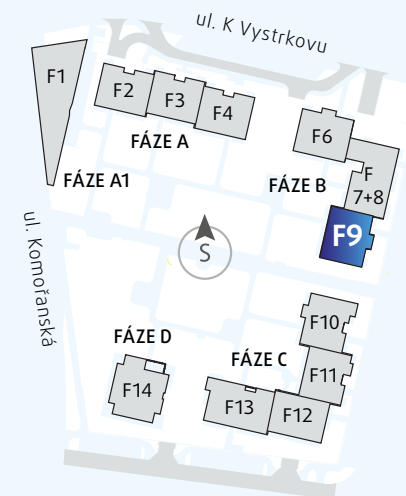 ul. K Vystrkovu
F1
F2
F3
F4
FÁZE A
F6
FÁZE A1
FÁZE B
F
7+8
F9
S
ul. Komořanská
F10
FÁZE D
FÁZE C
F11
F14
F13
F12